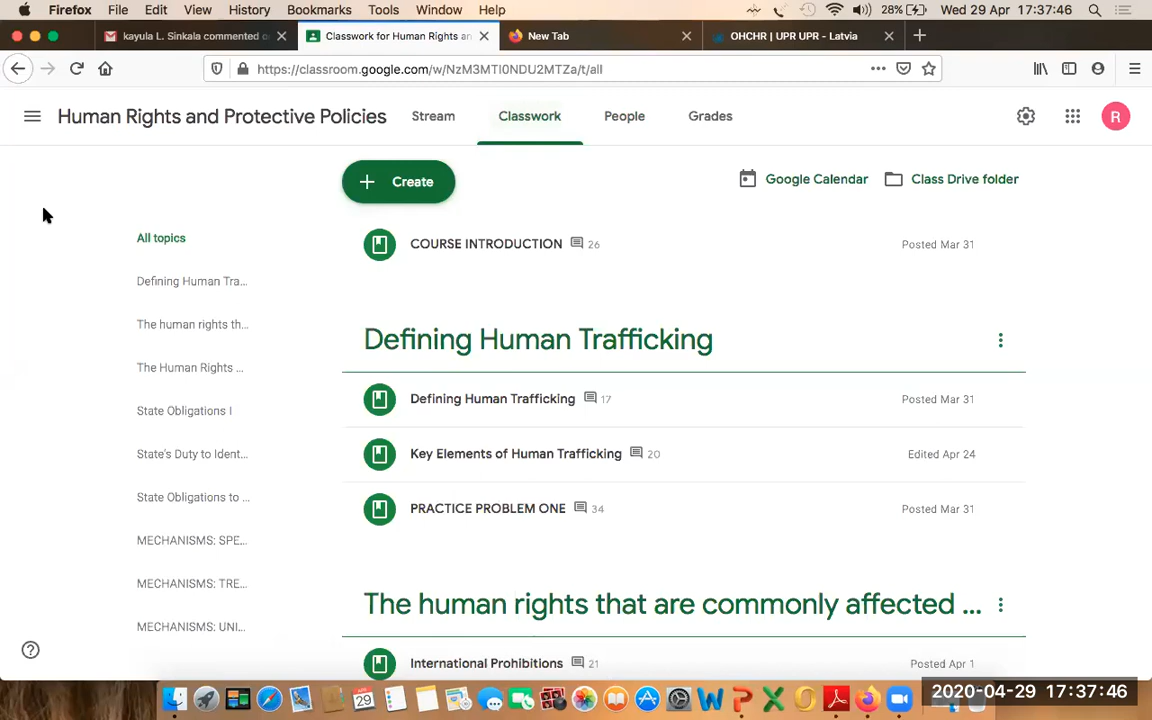 Firefox File Edit View History Bookmarks Tools Window Help 28% Wed 29 Apr 17:37:46
kayula L. Sinkala commented o Classwork for Human Rights an New Tab OHCHR | UPR UPR - Latvia
https://classroom.google.com/w/NzM3MTI0NDU2MTZa/t/all
Human Rights and Protective Policies Stream Classwork People Grades R
+ Create Google Calendar Class Drive folder
All topics
Defining Human Tra...
The human rights th...
The Human Rights ...
State Obligations I
State's Duty to Ident...
State Obligations to ...
MECHANISMS: SPE...
MECHANISMS: TRE...
MECHANISMS: UNI...
COURSE INTRODUCTION 26 Posted Mar 31
Defining Human Trafficking
Defining Human Trafficking 17 Posted Mar 31
Key Elements of Human Trafficking 20 Edited Apr 24
PRACTICE PROBLEM ONE 34 Posted Mar 31
The human rights that are commonly affected ...
International Prohibitions 21 Posted Apr 1
29
2020-04-29 17:37:46